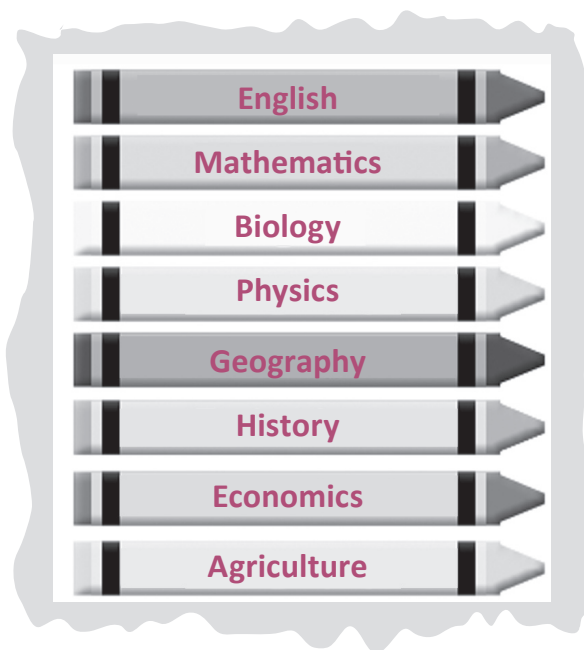 English
Mathematics
Biology
Physics
Geography
History
Economics
Agriculture